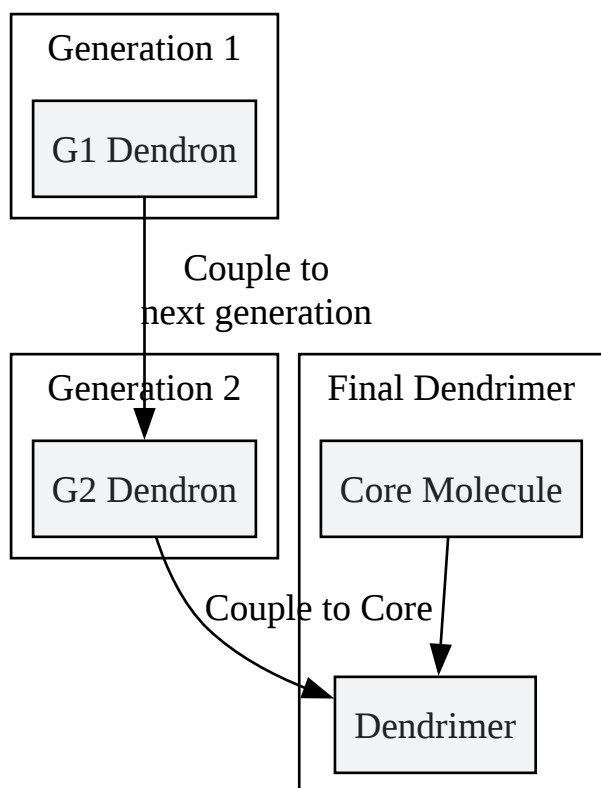 Generation 1
G1 Dendron
Couple to
next generation
Generation 2
G2 Dendron
Final Dendrimer
Core Molecule
Couple to Core
Dendrimer